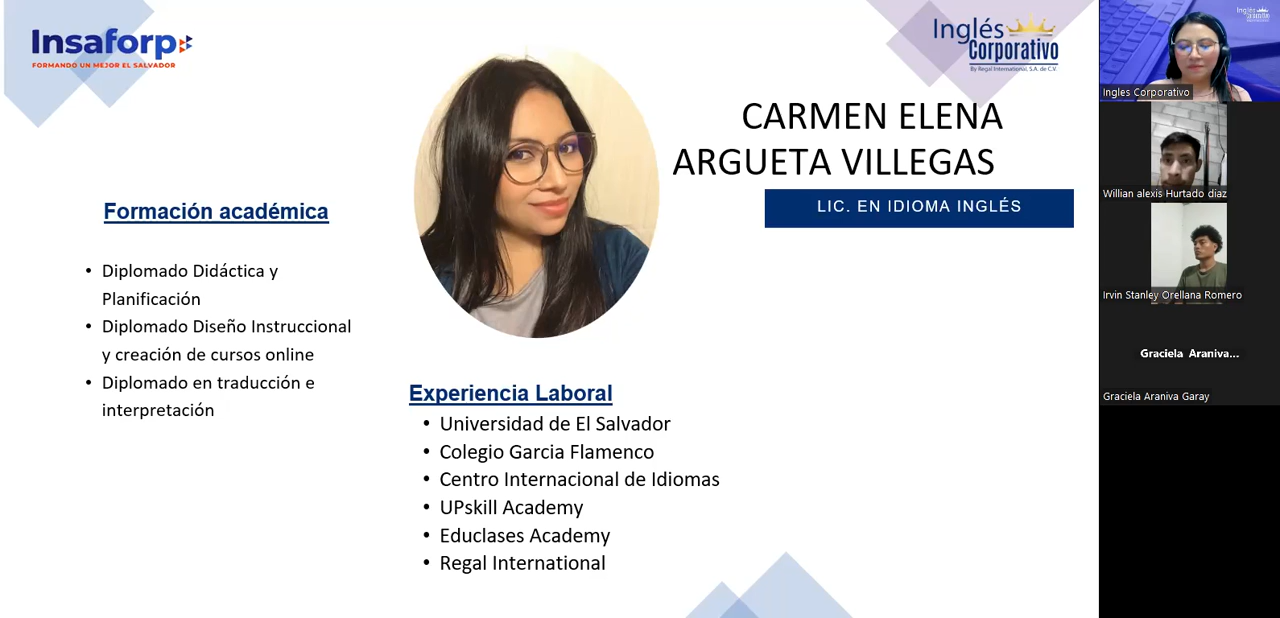 Insaforp
FORMANDO UN MEJOR EL SALVADOR
Inglés
Corporativo
By Regal International, S.A. de C.V.
CARMEN ELENA
ARGUETA VILLEGAS
LIC. EN IDIOMA INGLÉS
Formación académica
• Diplomado Didáctica y
Planificación
• Diplomado Diseño Instruccional
y creación de cursos online
• Diplomado en traducción e
interpretación
Experiencia Laboral
• Universidad de El Salvador
• Colegio Garcia Flamenco
• Centro Internacional de Idiomas
• UPskill Academy
• Educlases Academy
• Regal International
Inglés
Ingles Corporativo
Willian alexis Hurtado diaz
Irvin Stanley Orellana Romero
Graciela Araniva...
Graciela Araniva Garay